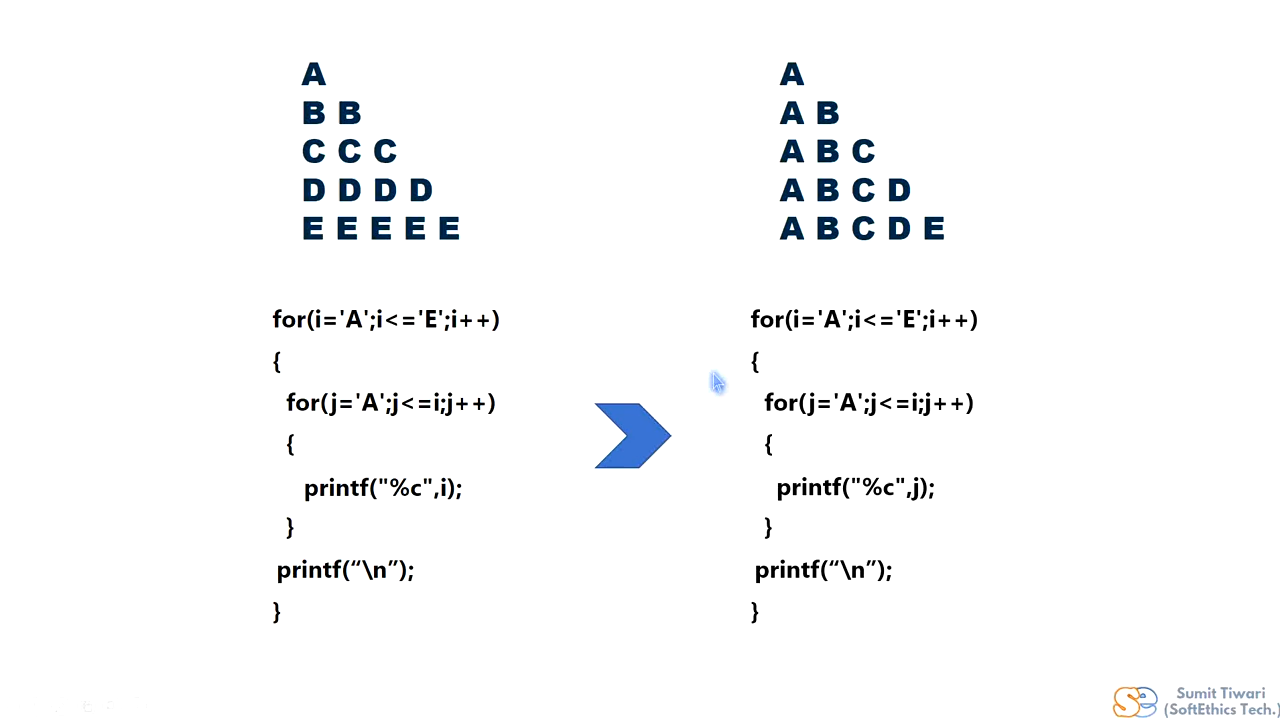 A
B B
C C C
D D D D
E E E E E
for(i='A';i<='E';i++)
{
for(j='A';j<=i;j++)
{
printf("%c",i);
}
printf(“\n”);
}
A
A B
A B C
A B C D
A B C D E
for(i='A';i<='E';i++)
{
for(j='A';j<=i;j++)
{
printf("%c",j);
}
printf(“\n”);
}
Sumit Tiwari
(SoftEthics Tech.)